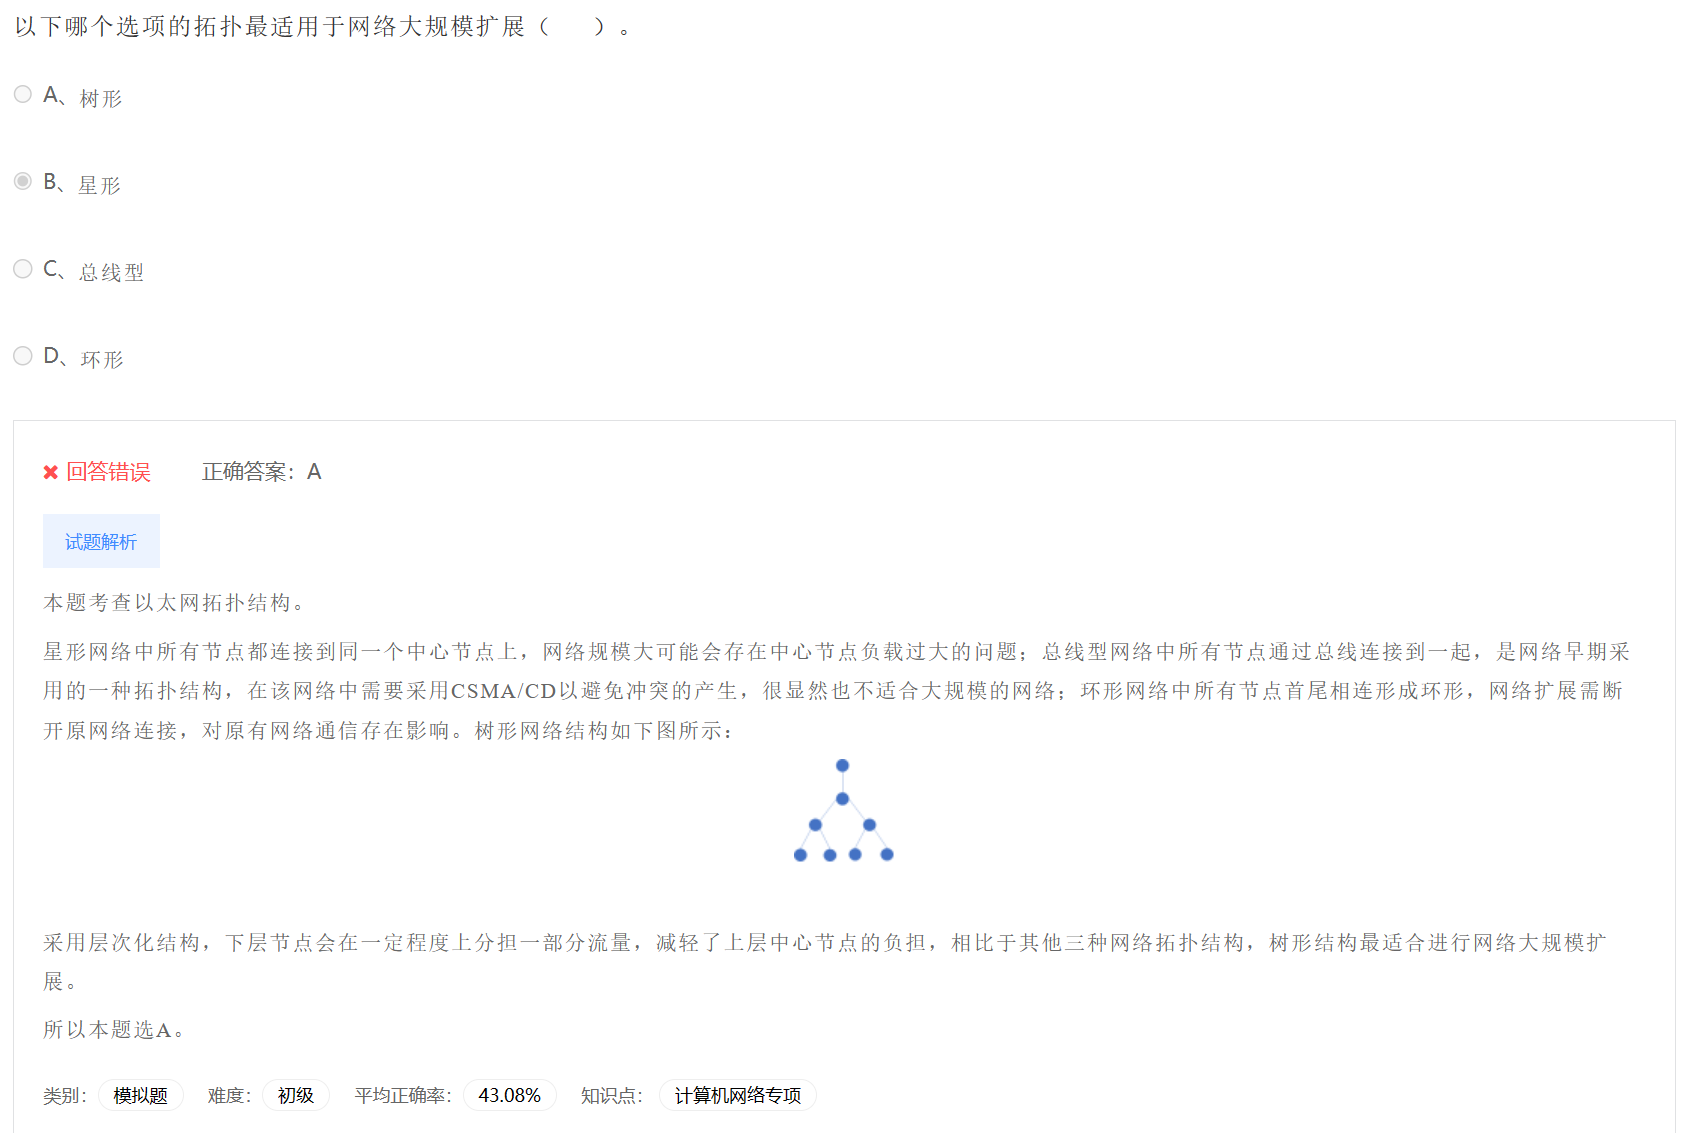 以下哪个选项的拓扑最适用于网络大规模扩展（　　）。
A、树形
B、星形
C、总线型
D、环形
回答错误 正确答案：A
试题解析
本题考查以太网拓扑结构。
星形网络中所有节点都连接到同一个中心节点上，网络规模大可能会存在中心节点负载过大的问题；总线型网络中所有节点通过总线连接到一起，是网络早期采
用的一种拓扑结构，在该网络中需要采用CSMA/CD以避免冲突的产生，很显然也不适合大规模的网络；环形网络中所有节点首尾相连形成环形，网络扩展需断
开原网络连接，对原有网络通信存在影响。树形网络结构如下图所示：
采用层次化结构，下层节点会在一定程度上分担一部分流量，减轻了上层中心节点的负担，相比于其他三种网络拓扑结构，树形结构最适合进行网络大规模扩
展。
所以本题选A。
类别： 模拟题 难度： 初级 平均正确率： 43.08% 知识点： 计算机网络专项